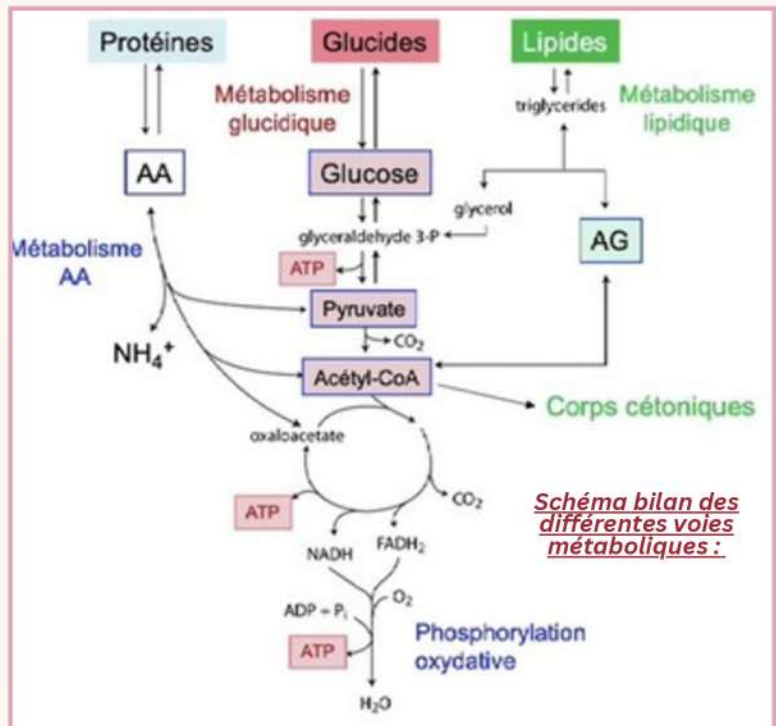 Protéines
Glucides
Lipides
Métabolisme
glucidique
triglycerides
Métabolisme
lipidique
AA
Glucose
glycerol
AG
glyceraldehyde 3-P
Métabolisme
AA
ATP
Pyruvate
NH₄⁺
CO₂
Acétyl-CoA
Corps cétoniques
oxaloacetate
CO₂
ATP
Schéma bilan des
différentes voies
métaboliques :
NADH
FADH₂
O₂
ADP + Pᵢ
ATP
Phosphorylation
oxydative
H₂O